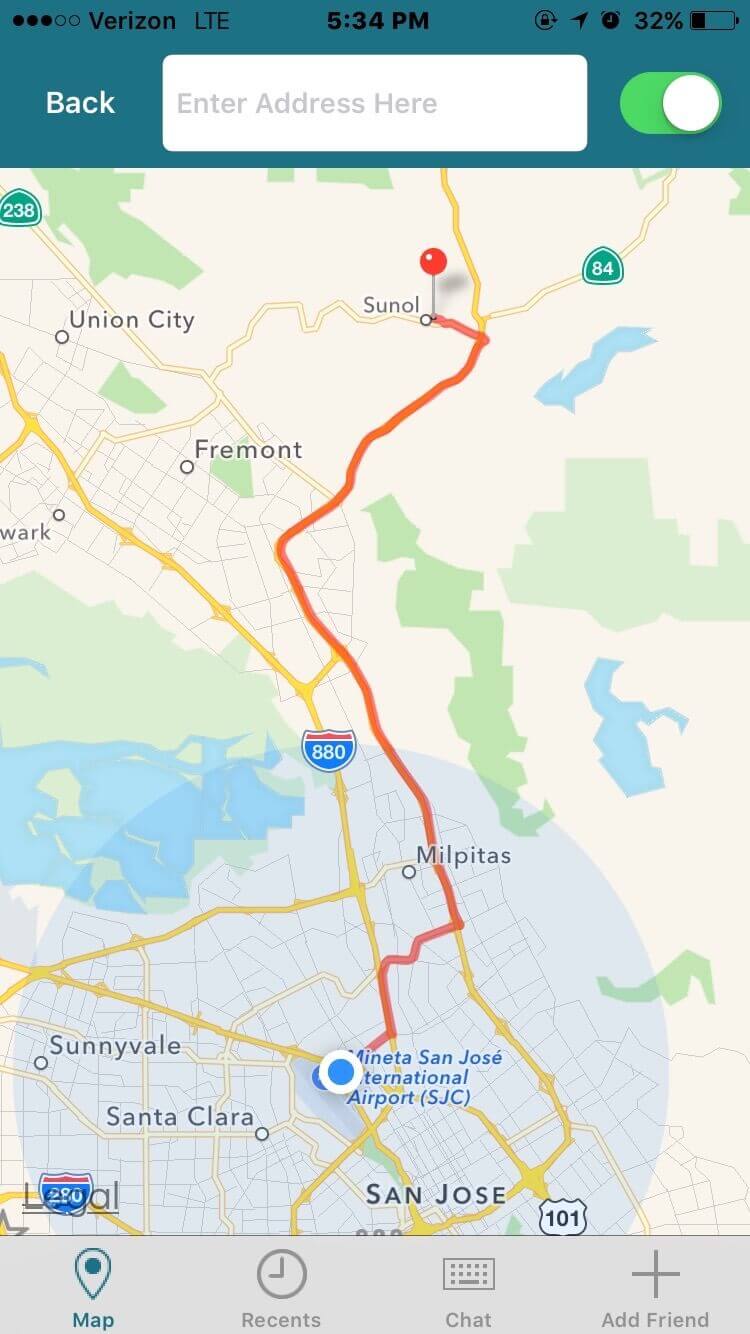 Verizon LTE 5:34 PM 32%
Back Enter Address Here
238
84
Sunol
Union City
Fremont
wark
880
Milpitas
Mineta San José
ternational
Airport (SJC)
Sunnyvale
Santa Clara
280
Legal
SAN JOSE
101
Map Recents Chat Add Friend